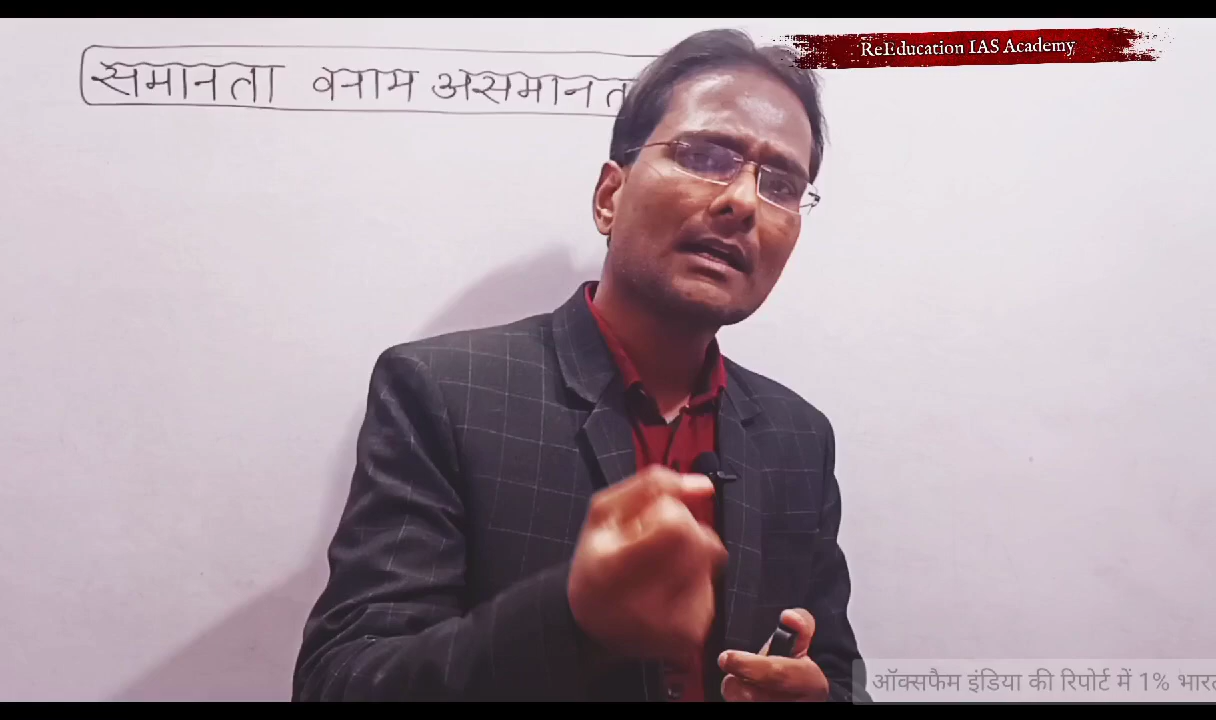 ReEducation IAS Academy
समानता बनाम असमानत
ऑक्सफैम इंडिया की रिपोर्ट में 1%